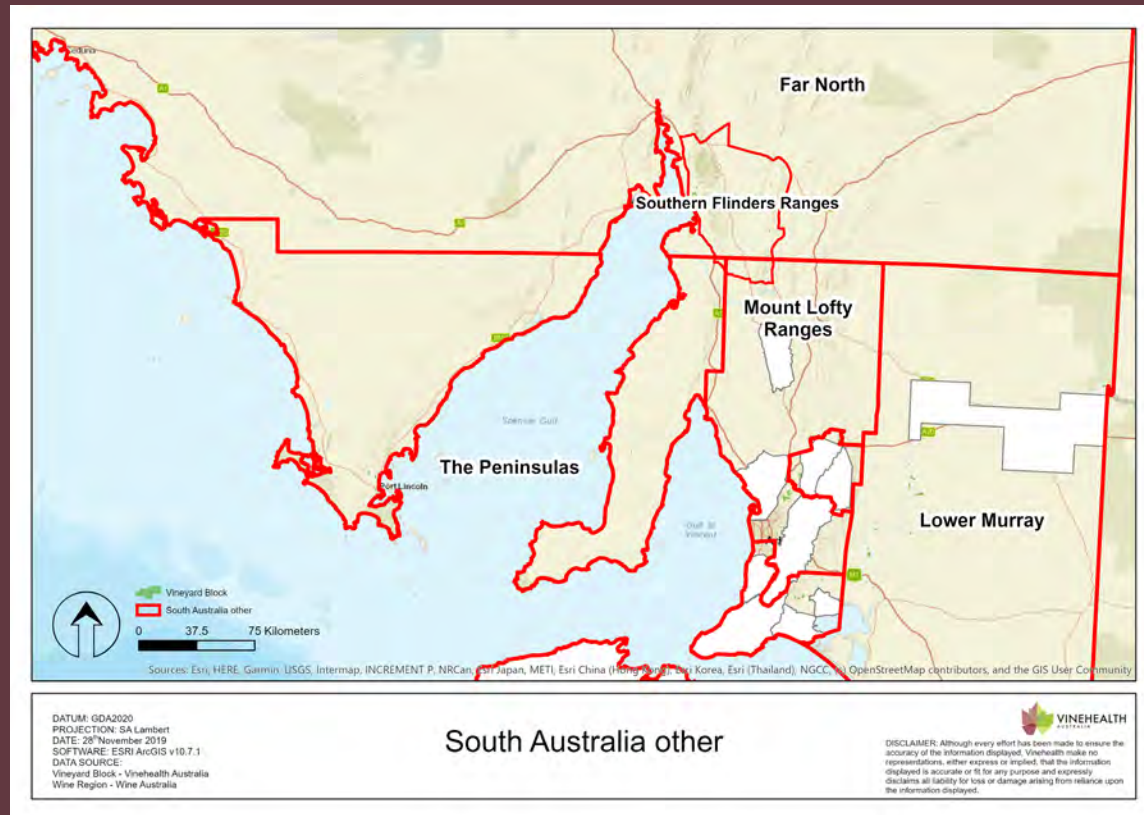 Far North
Southern Flinders Ranges
Mount Lofty
Ranges
Spencer Gulf
The Peninsulas
Port Lincoln
Gulf St
Vincent
Lower Murray
Vineyard Block
South Australia other
0 37.5 75 Kilometers
Sources: Esri, HERE, Garmin, USGS, Intermap, INCREMENT P, NRCan, Esri Japan, METI, Esri China (Hong Kong), Esri Korea, Esri (Thailand), NGCC, (c) OpenStreetMap contributors, and the GIS User Community
DATUM: GDA2020
PROJECTION: SA Lambert
DATE: 28thNovember 2019
SOFTWARE: ESRI ArcGIS v10.7.1
DATA SOURCE:
Vineyard Block - Vinehealth Australia
Wine Region - Wine Australia
South Australia other
VINEHEALTH
AUSTRALIA
DISCLAIMER: Although every effort has been made to ensure the
accuracy of the information displayed, Vinehealth make no
representations, either express or implied, that the information
displayed is accurate or fit for any purpose and expressly
disclaims all liability for loss or damage arising from reliance upon
the information displayed.